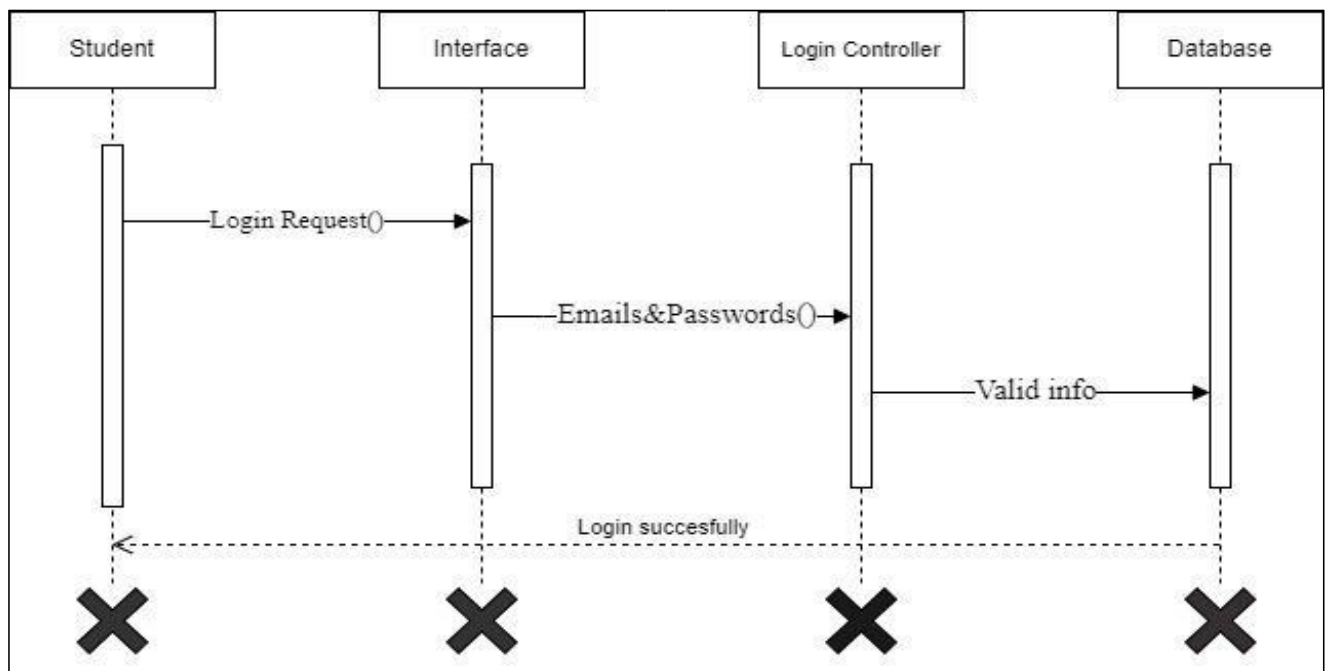 Student
Interface
Login Controller
Database
Login Request()
Emails&Passwords()
Valid info
Login succesfully